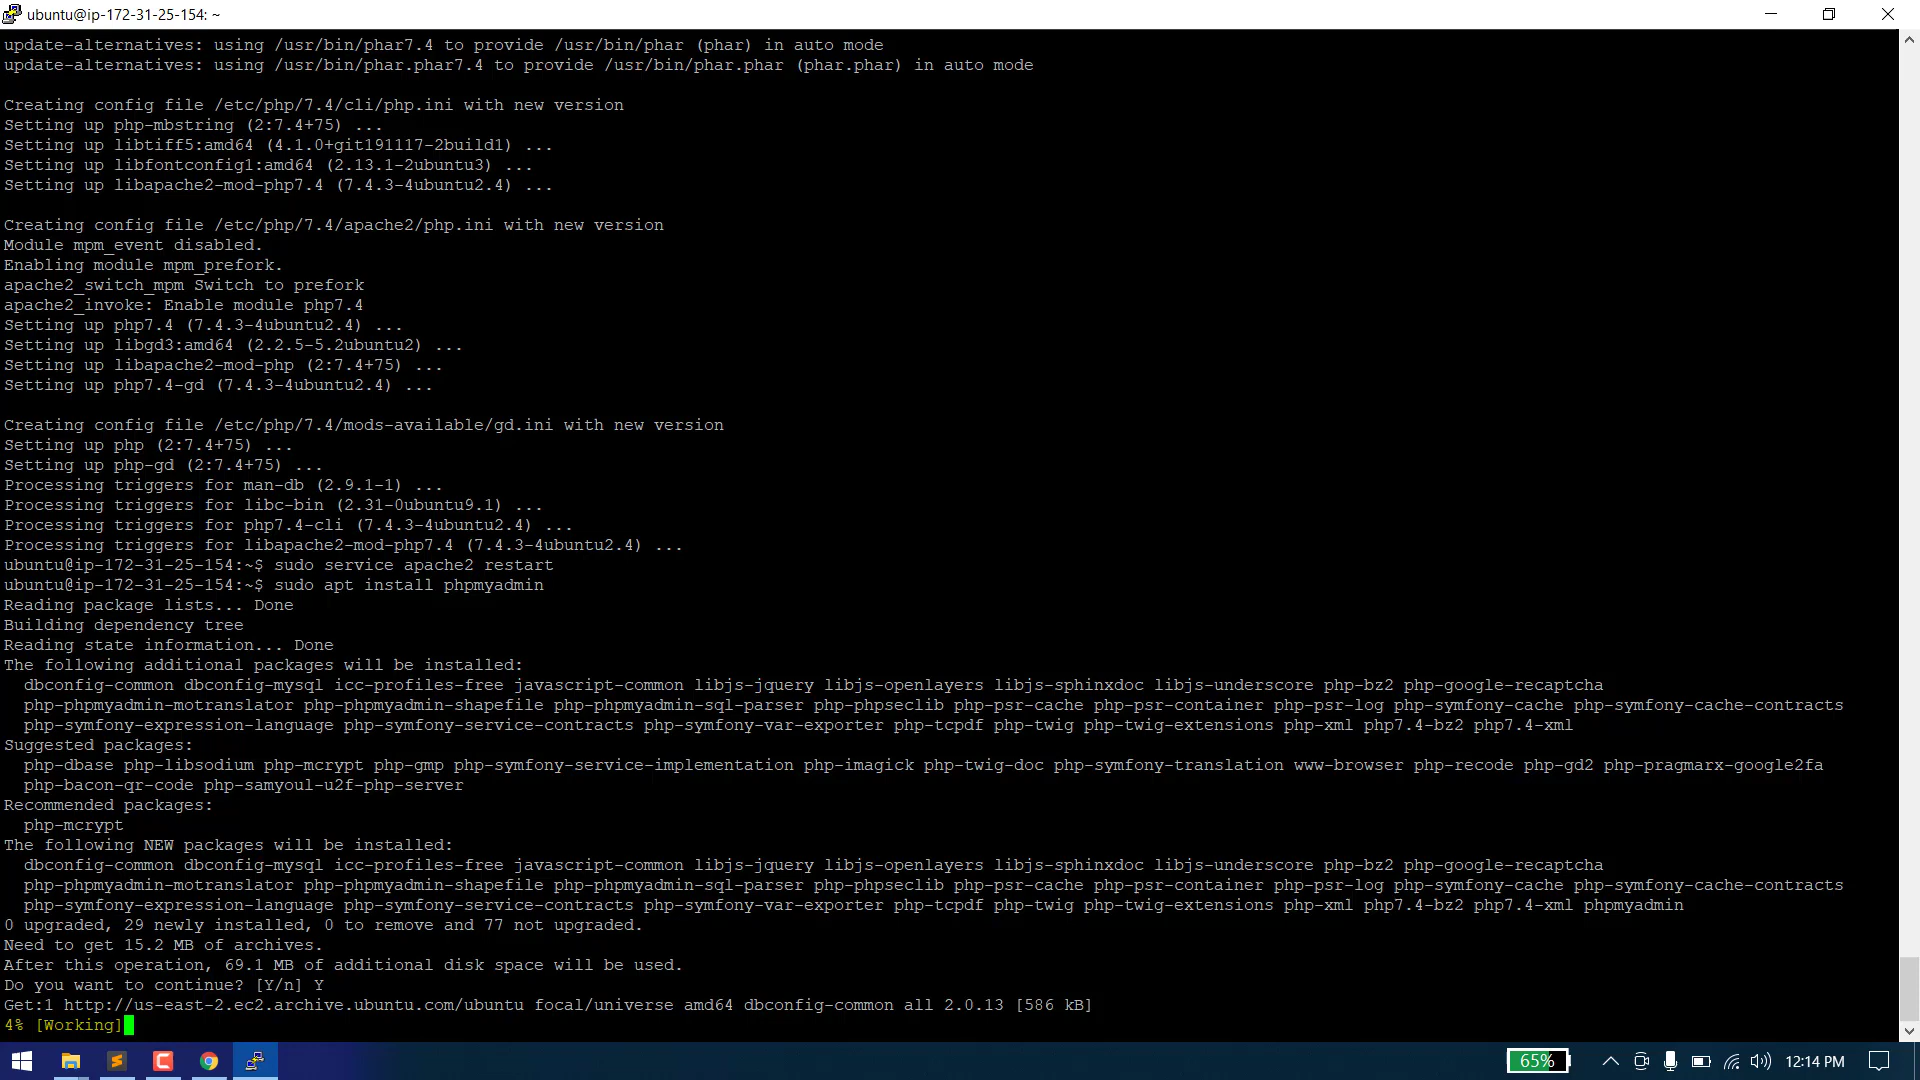 ubuntu@ip-172-31-25-154: ~
update-alternatives: using /usr/bin/phar7.4 to provide /usr/bin/phar (phar) in auto mode
update-alternatives: using /usr/bin/phar.phar7.4 to provide /usr/bin/phar.phar (phar.phar) in auto mode
Creating config file /etc/php/7.4/cli/php.ini with new version
Setting up php-mbstring (2:7.4+75) ...
Setting up libtiff5:amd64 (4.1.0+git191117-2build1) ...
Setting up libfontconfig1:amd64 (2.13.1-2ubuntu3) ...
Setting up libapache2-mod-php7.4 (7.4.3-4ubuntu2.4) ...
Creating config file /etc/php/7.4/apache2/php.ini with new version
Module mpm_event disabled.
Enabling module mpm_prefork.
apache2_switch_mpm Switch to prefork
apache2_invoke: Enable module php7.4
Setting up php7.4 (7.4.3-4ubuntu2.4) ...
Setting up libgd3:amd64 (2.2.5-5.2ubuntu2) ...
Setting up libapache2-mod-php (2:7.4+75) ...
Setting up php7.4-gd (7.4.3-4ubuntu2.4) ...
Creating config file /etc/php/7.4/mods-available/gd.ini with new version
Setting up php (2:7.4+75) ...
Setting up php-gd (2:7.4+75) ...
Processing triggers for man-db (2.9.1-1) ...
Processing triggers for libc-bin (2.31-0ubuntu9.1) ...
Processing triggers for php7.4-cli (7.4.3-4ubuntu2.4) ...
Processing triggers for libapache2-mod-php7.4 (7.4.3-4ubuntu2.4) ...
ubuntu@ip-172-31-25-154:~$ sudo service apache2 restart
ubuntu@ip-172-31-25-154:~$ sudo apt install phpmyadmin
Reading package lists... Done
Building dependency tree
Reading state information... Done
The following additional packages will be installed:
dbconfig-common dbconfig-mysql icc-profiles-free javascript-common libjs-jquery libjs-openlayers libjs-sphinxdoc libjs-underscore php-bz2 php-google-recaptcha
php-phpmyadmin-motranslator php-phpmyadmin-shapefile php-phpmyadmin-sql-parser php-phpseclib php-psr-cache php-psr-container php-psr-log php-symfony-cache php-symfony-cache-contracts
php-symfony-expression-language php-symfony-service-contracts php-symfony-var-exporter php-tcpdf php-twig php-twig-extensions php-xml php7.4-bz2 php7.4-xml
Suggested packages:
php-dbase php-libsodium php-mcrypt php-gmp php-symfony-service-implementation php-imagick php-twig-doc php-symfony-translation www-browser php-recode php-gd2 php-pragmarx-google2fa
php-bacon-qr-code php-samyoul-u2f-php-server
Recommended packages:
php-mcrypt
The following NEW packages will be installed:
dbconfig-common dbconfig-mysql icc-profiles-free javascript-common libjs-jquery libjs-openlayers libjs-sphinxdoc libjs-underscore php-bz2 php-google-recaptcha
php-phpmyadmin-motranslator php-phpmyadmin-shapefile php-phpmyadmin-sql-parser php-phpseclib php-psr-cache php-psr-container php-psr-log php-symfony-cache php-symfony-cache-contracts
php-symfony-expression-language php-symfony-service-contracts php-symfony-var-exporter php-tcpdf php-twig php-twig-extensions php-xml php7.4-bz2 php7.4-xml phpmyadmin
0 upgraded, 29 newly installed, 0 to remove and 77 not upgraded.
Need to get 15.2 MB of archives.
After this operation, 69.1 MB of additional disk space will be used.
Do you want to continue? [Y/n] Y
Get:1 http://us-east-2.ec2.archive.ubuntu.com/ubuntu focal/universe amd64 dbconfig-common all 2.0.13 [586 kB]
4% [Working]
65%
12:14 PM